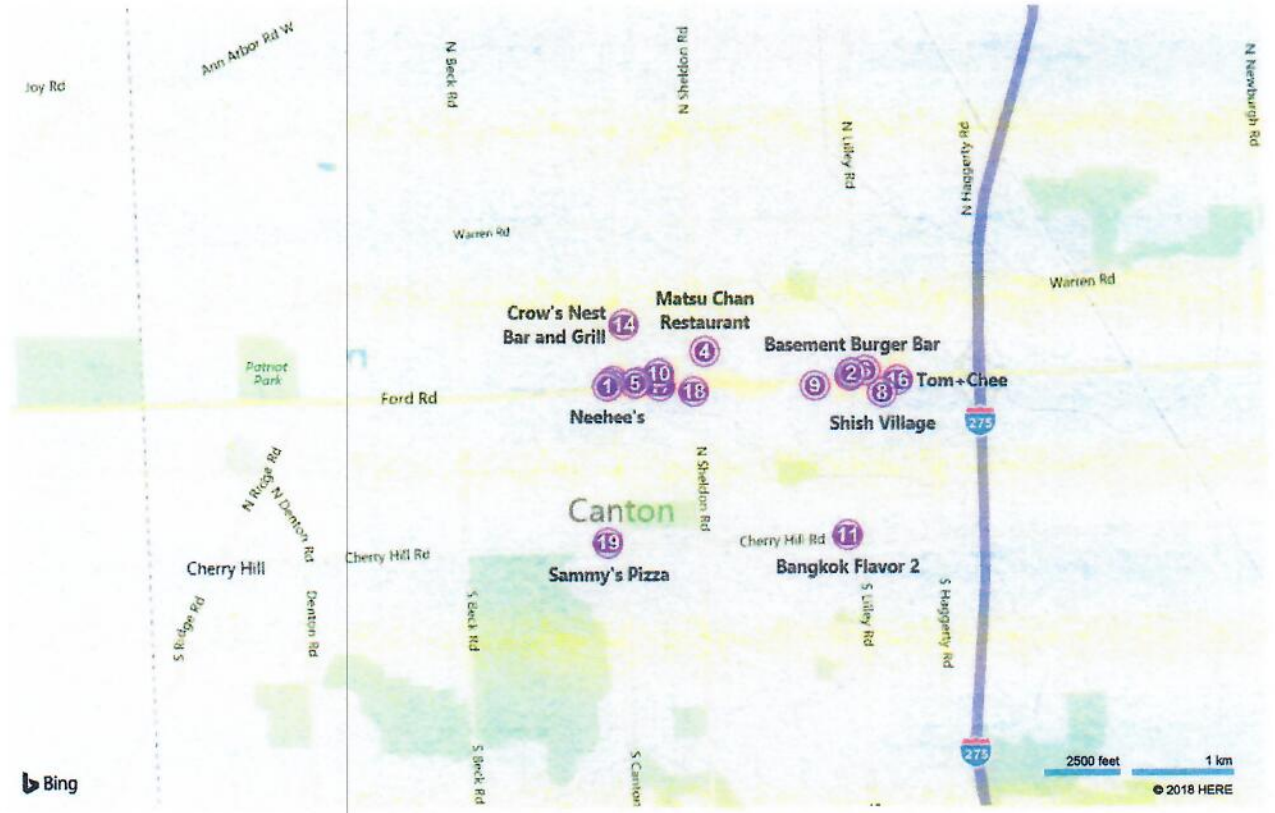 Ann Arbor Rd W
Joy Rd
N Beck Rd
N Sheldon Rd
N Newburgh Rd
N Lilley Rd
N Haggerty Rd
Warren Rd
Warren Rd
Matsu Chan
Restaurant
Crow's Nest
Bar and Grill
14
4
Basement Burger Bar
Patriot
Park
1
5
10
18
9
2
8
16
Tom+Chee
Ford Rd
Neehee's
Shish Village
275
N Ridge Rd
N Denton Rd
N Sheldon Rd
Canton
19
Sammy's Pizza
Cherry Hill Rd
11
Bangkok Flavor 2
Cherry Hill Rd
Cherry Hill
S Ridge Rd
Denton Rd
S Beck Rd
S Lilley Rd
S Haggerty Rd
S Beck Rd
S Canton
275
Bing
2500 feet
1 km
© 2018 HERE